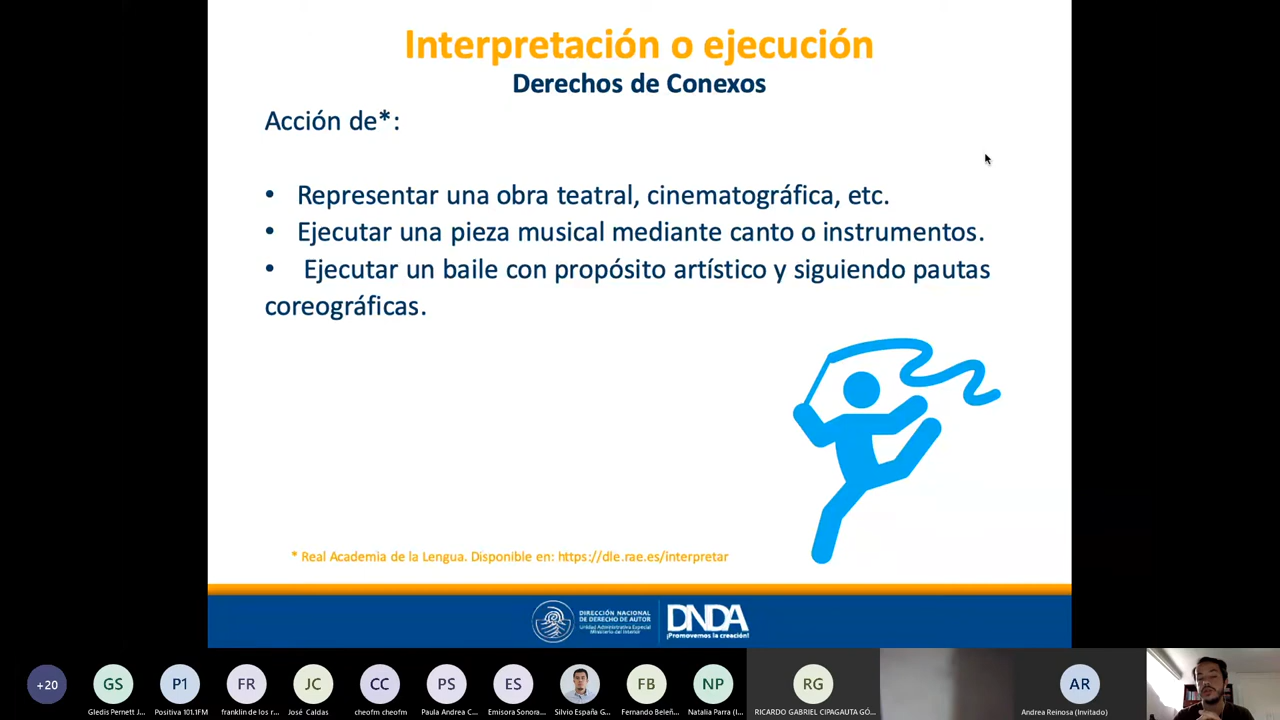 Interpretación o ejecución
Derechos de Conexos
Acción de*:
• Representar una obra teatral, cinematográfica, etc.
• Ejecutar una pieza musical mediante canto o instrumentos.
• Ejecutar un baile con propósito artístico y siguiendo pautas
coreográficas.
* Real Academia de la Lengua. Disponible en: https://dle.rae.es/interpretar
DIRECCIÓN NACIONAL
DE DERECHO DE AUTOR
Unidad Administrativa Especial
Ministerio del Interior
DNDA
¡Promovemos la creación!
+20 GS P1 FR JC CC PS ES FB NP RG AR
Gledis Pernett J... Positiva 101.1FM franklin de los r... José Caldas cheofm cheofm Paula Andrea C... Emisora Sonora... Silvio España G... Fernando Beleñ... Natalia Parra (I... RICARDO GABRIEL CIPAGAUTA GÓ... Andrea Reinosa (Invitado)